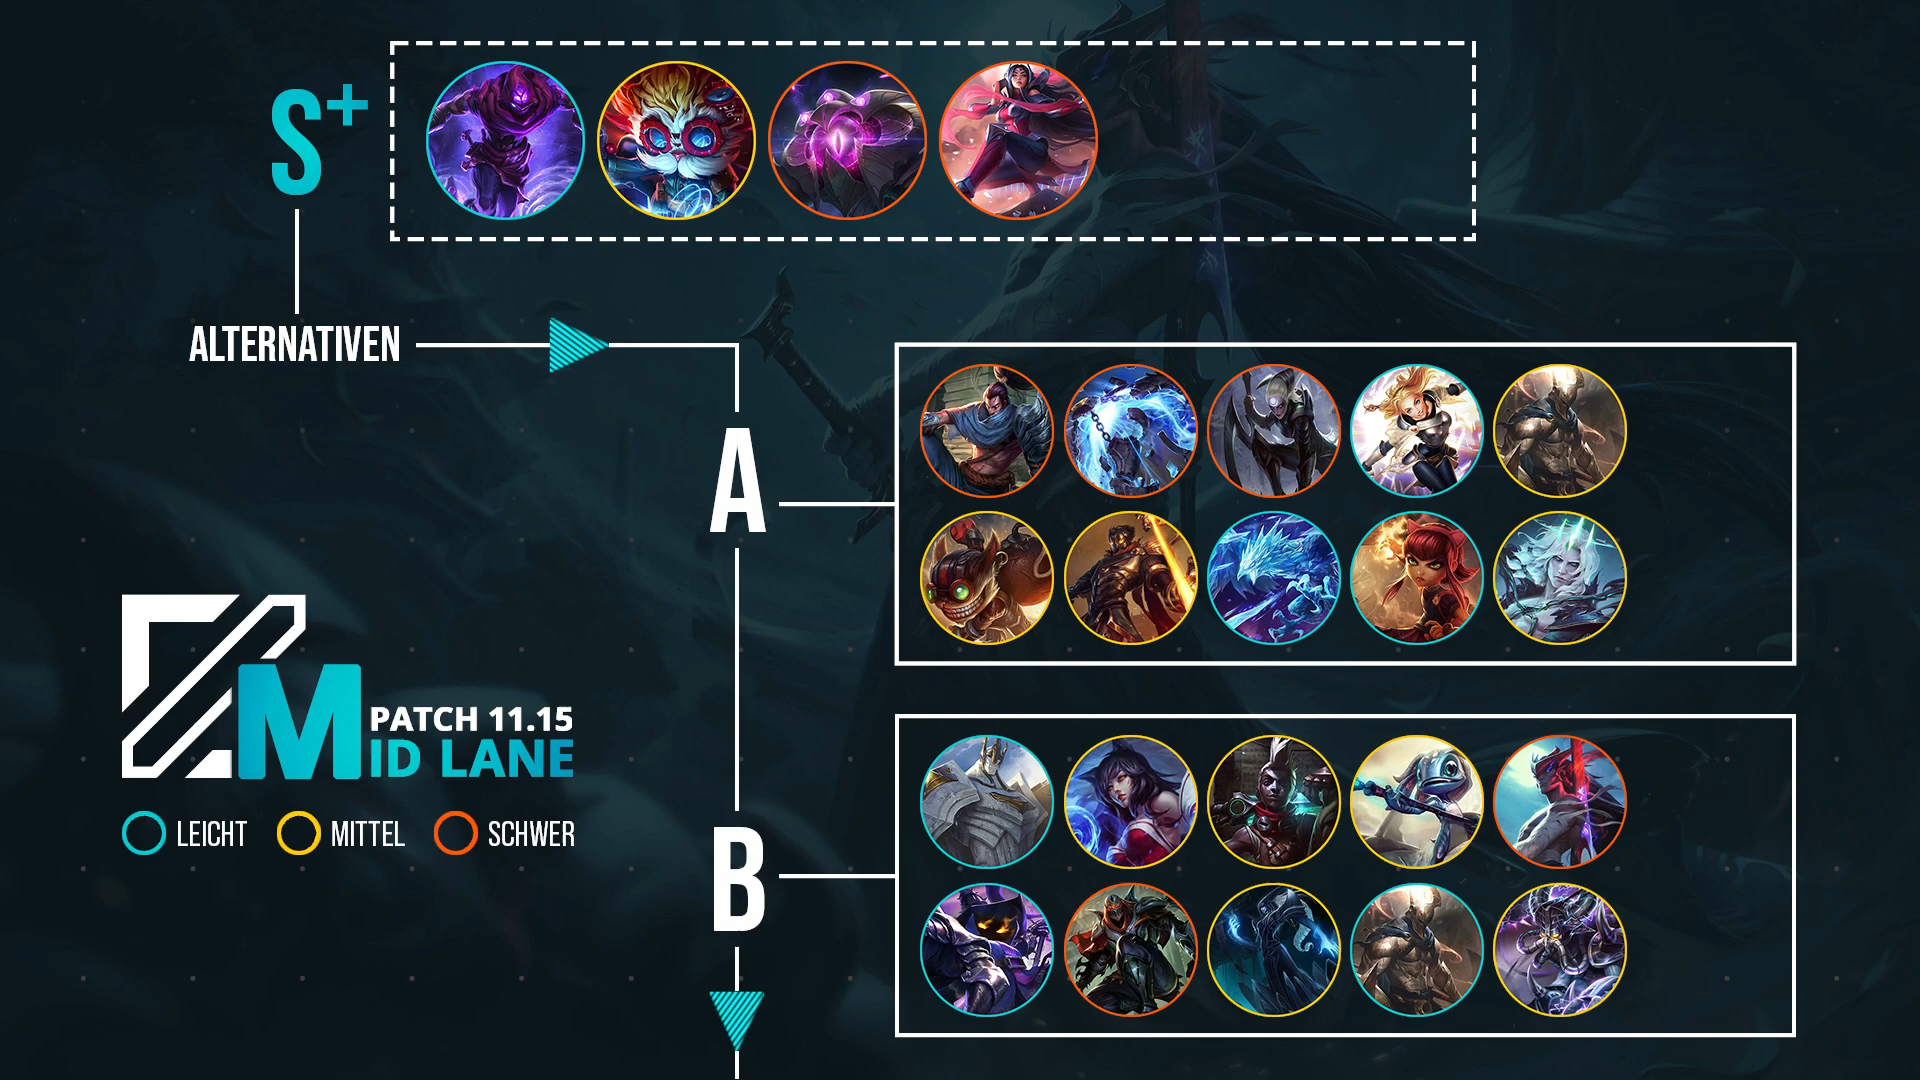 S+
ALTERNATIVEN
A
PATCH 11.15
MID LANE
LEICHT
MITTEL
SCHWER
B